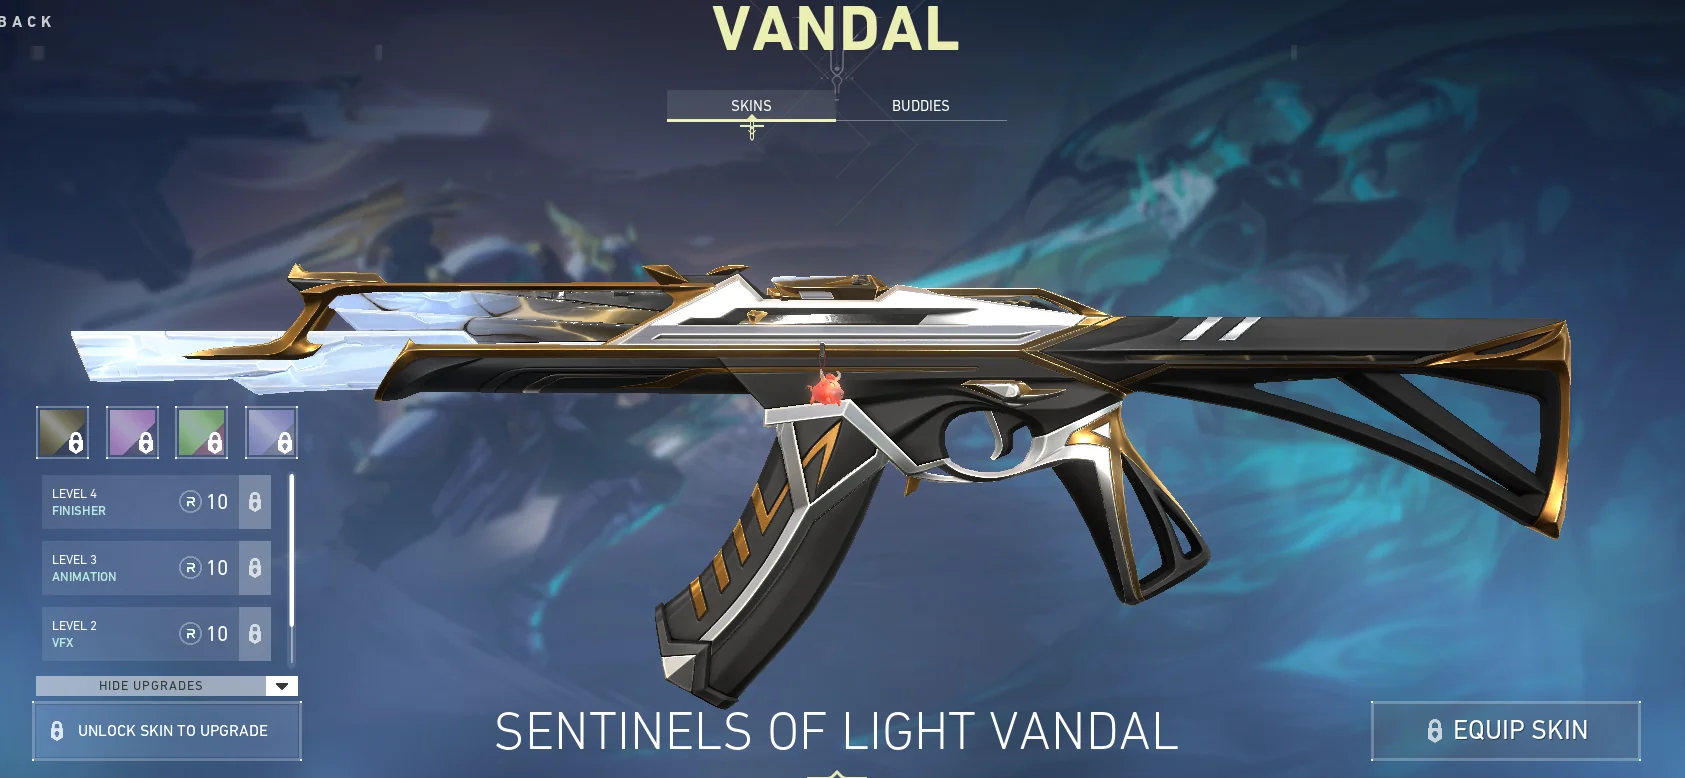 BACK
VANDAL
SKINS
BUDDIES
LEVEL 4
FINISHER
R 10
LEVEL 3
ANIMATION
R 10
LEVEL 2
VFX
R 10
HIDE UPGRADES
UNLOCK SKIN TO UPGRADE
SENTINELS OF LIGHT VANDAL
EQUIP SKIN